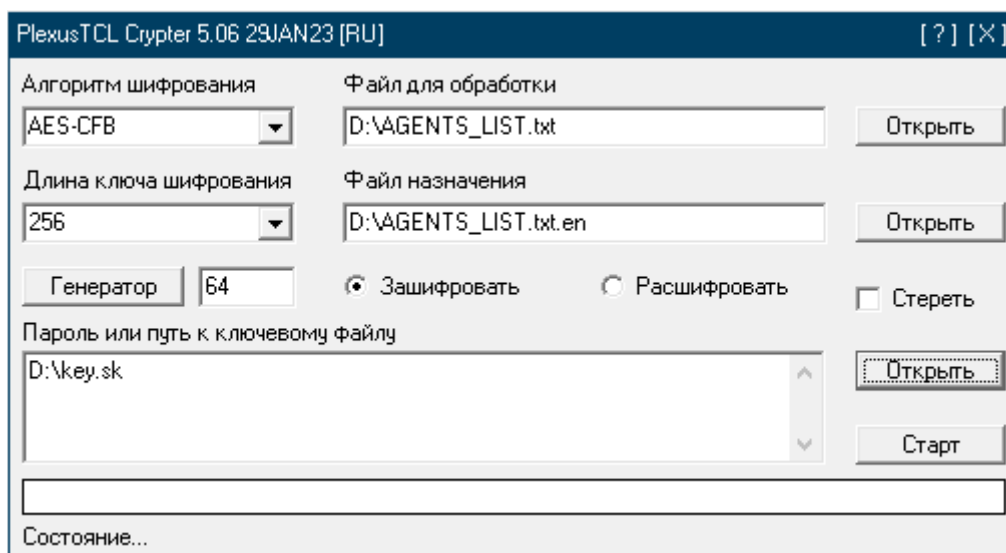 PlexusTCL Crypter 5.06 29JAN23 [RU] [ ? ] [X]
Алгоритм шифрования Файл для обработки
AES-CFB D:\AGENTS_LIST.txt Открыть
Длина ключа шифрования Файл назначения
256 D:\AGENTS_LIST.txt.en Открыть
Генератор 64 Зашифровать Расшифровать Стереть
Пароль или путь к ключевому файлу
D:\key.sk Открыть
Старт
Состояние...